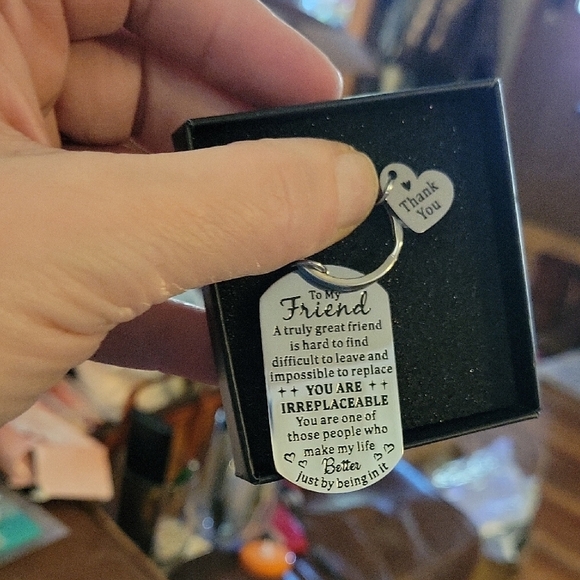 Thank
You
To My
Friend
A truly great friend
is hard to find
difficult to leave and
impossible to replace
YOU ARE
IRREPLACEABLE
You are one of
those people who
make my life
Better
just by being in it